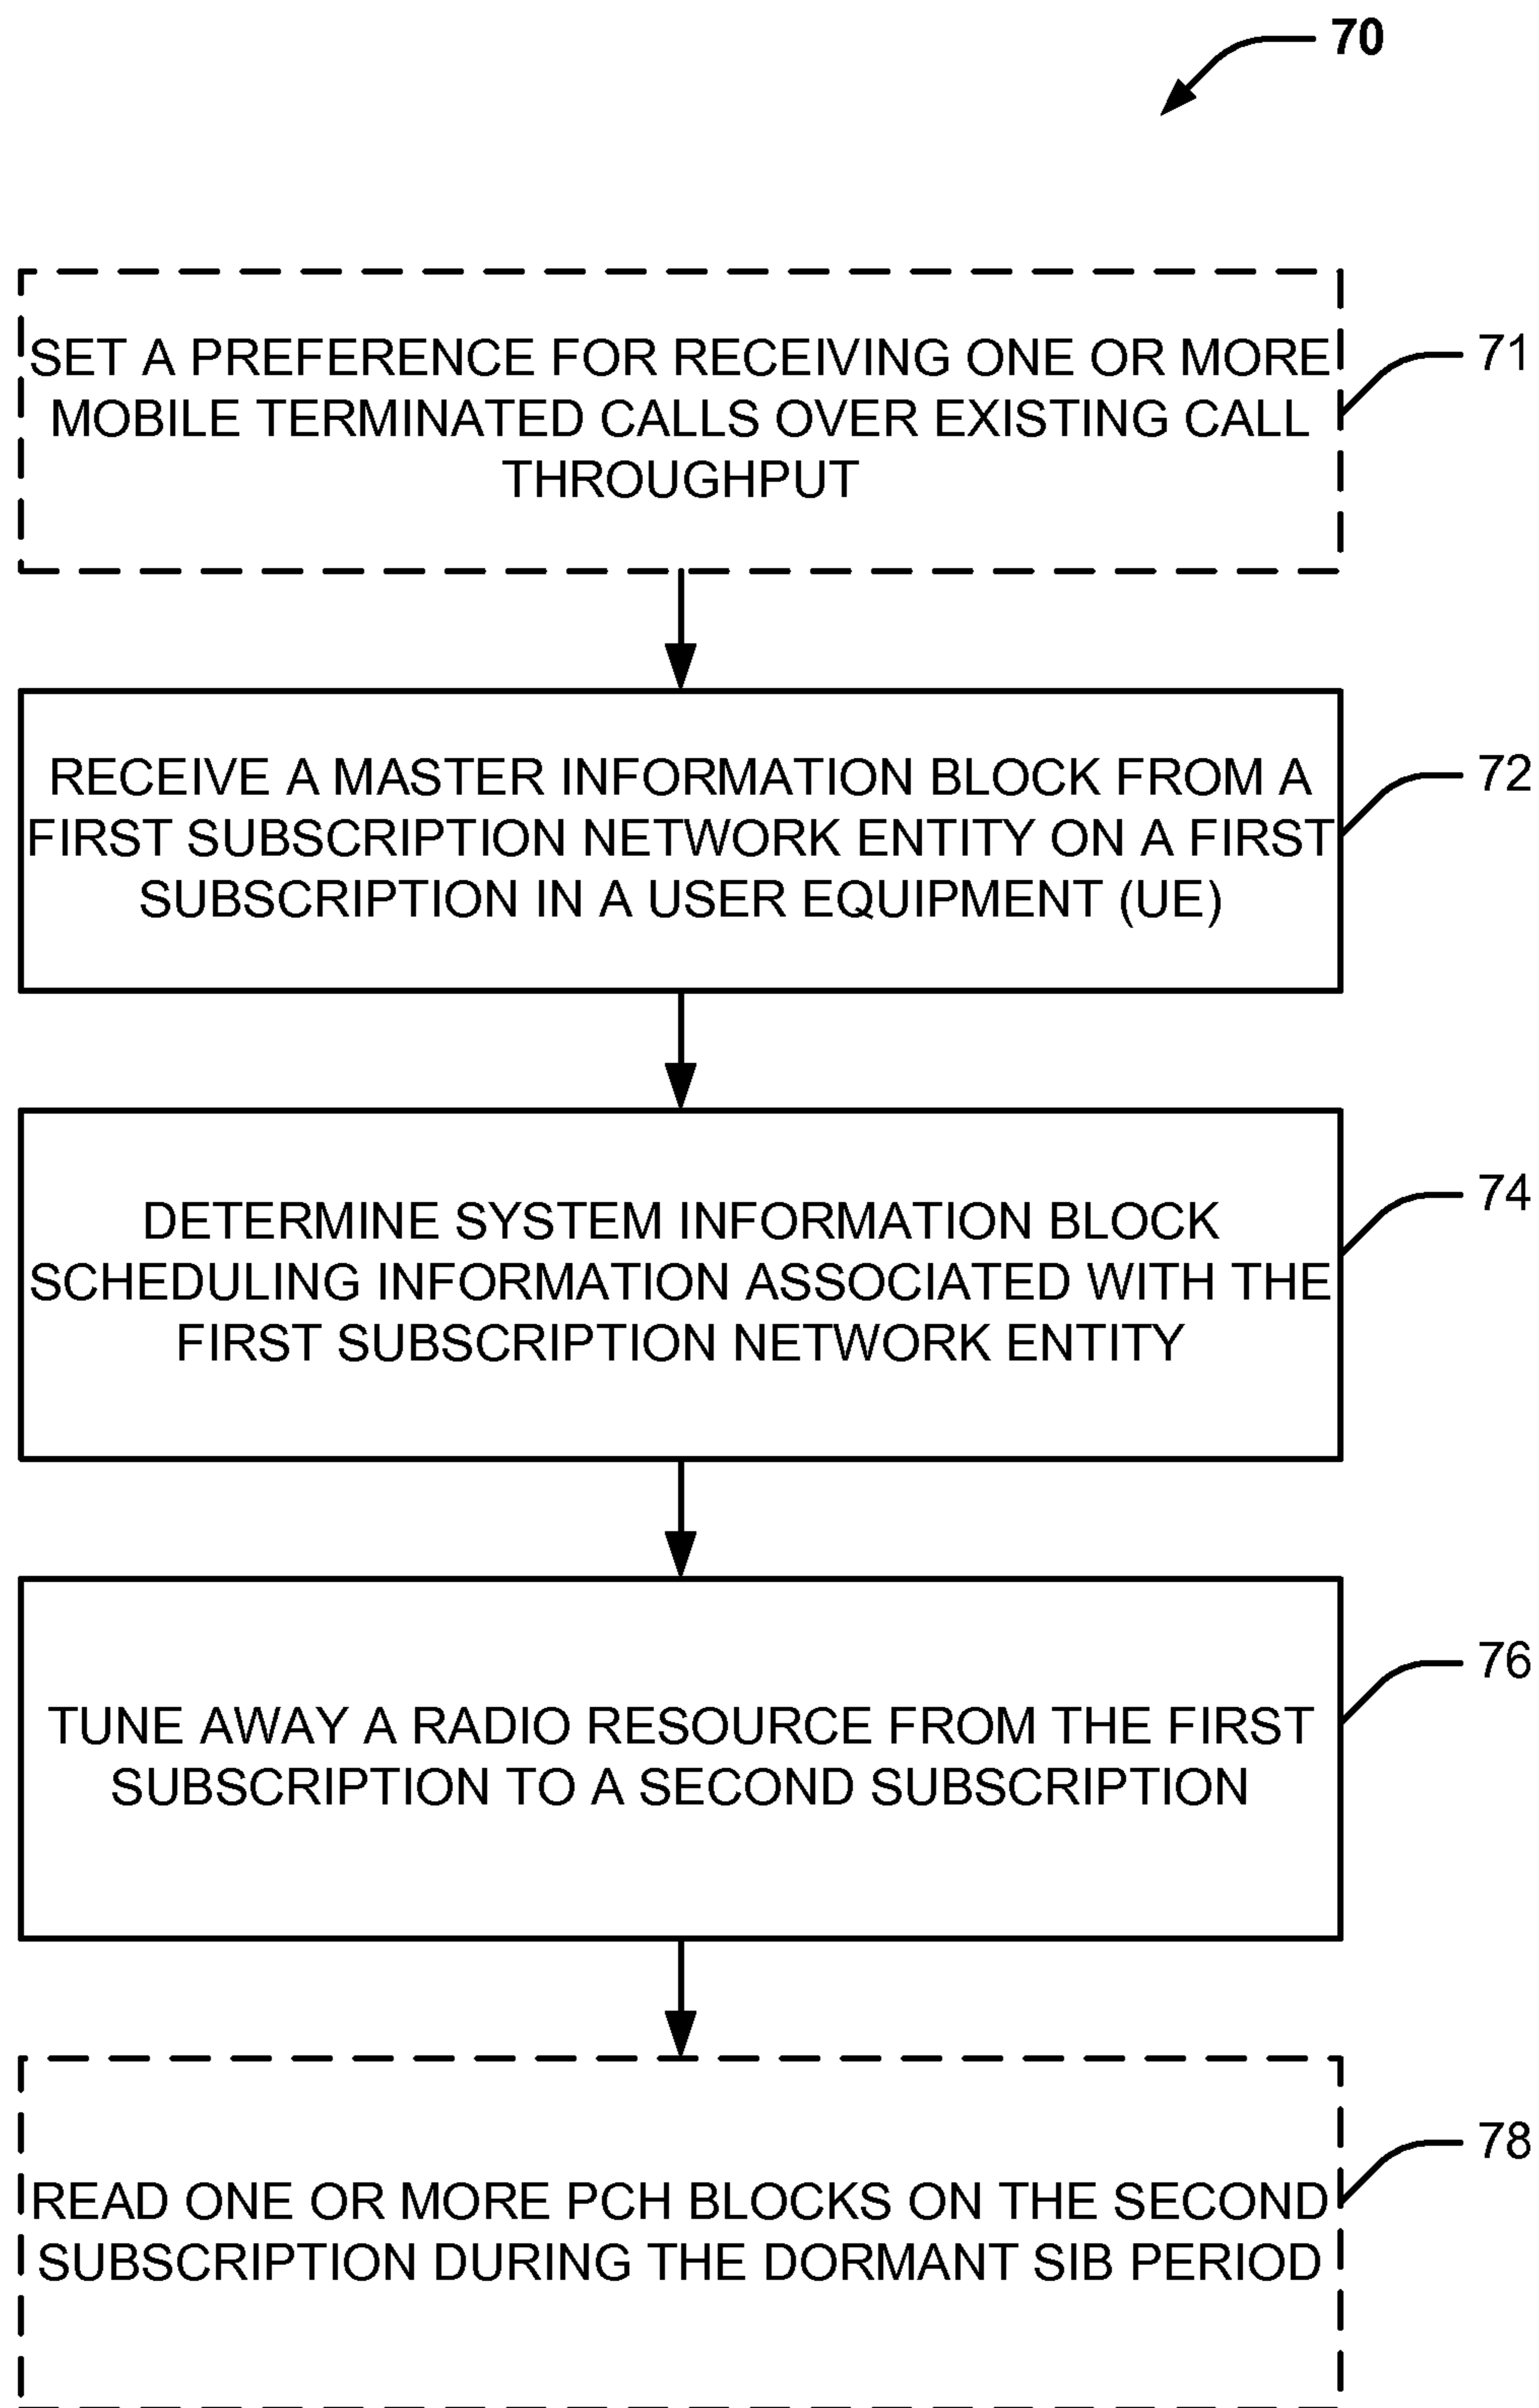 70
SET A PREFERENCE FOR RECEIVING ONE OR MORE
MOBILE TERMINATED CALLS OVER EXISTING CALL
THROUGHPUT
71
RECEIVE A MASTER INFORMATION BLOCK FROM A
FIRST SUBSCRIPTION NETWORK ENTITY ON A FIRST
SUBSCRIPTION IN A USER EQUIPMENT (UE)
72
DETERMINE SYSTEM INFORMATION BLOCK
SCHEDULING INFORMATION ASSOCIATED WITH THE
FIRST SUBSCRIPTION NETWORK ENTITY
74
TUNE AWAY A RADIO RESOURCE FROM THE FIRST
SUBSCRIPTION TO A SECOND SUBSCRIPTION
76
READ ONE OR MORE PCH BLOCKS ON THE SECOND
SUBSCRIPTION DURING THE DORMANT SIB PERIOD
78